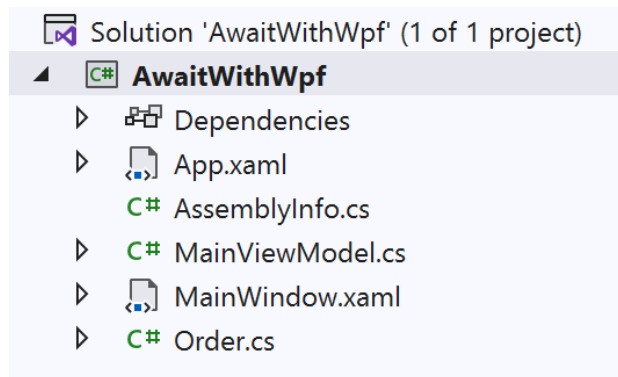 Solution 'AwaitWithWpf' (1 of 1 project)
C# AwaitWithWpf
Dependencies
App.xaml
C# AssemblyInfo.cs
C# MainViewModel.cs
MainWindow.xaml
C# Order.cs